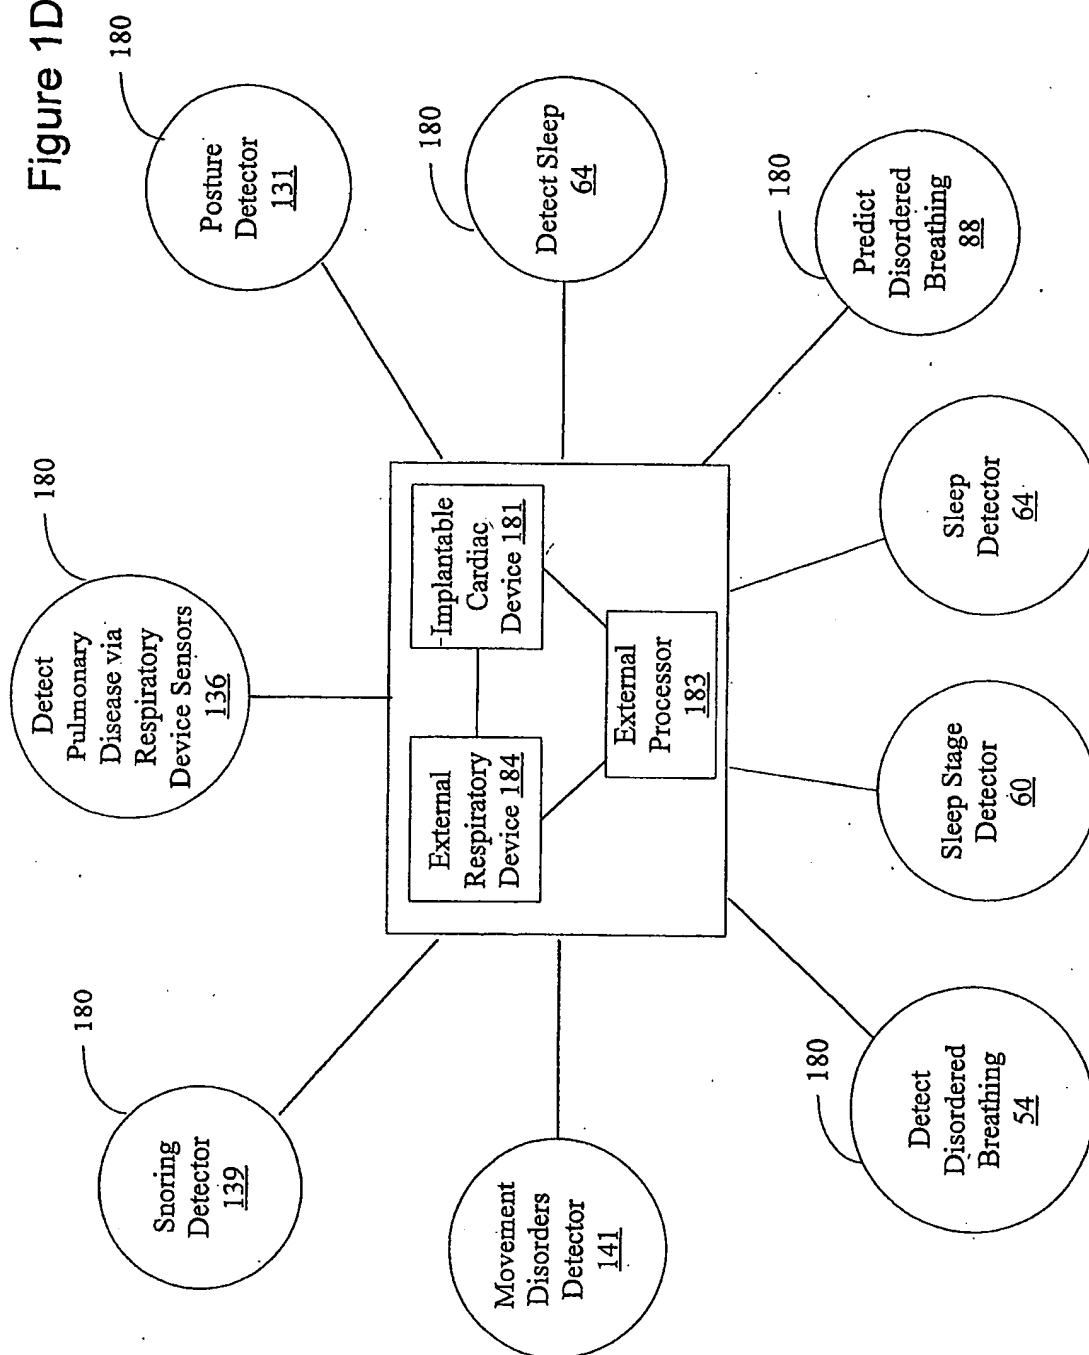 Figure 1D
180
Detect
Pulmonary
Disease via
Respiratory
Device Sensors
136
180
Posture
Detector
131
180
Detect Sleep
64
180
Predict
Disordered
Breathing
88
Sleep
Detector
64
Sleep Stage
Detector
60
180
Detect
Disordered
Breathing
54
Movement
Disorders
Detector
141
180
Snoring
Detector
139
External
Respiratory
Device 184
Implantable
Cardiac
Device 181
External
Processor
183